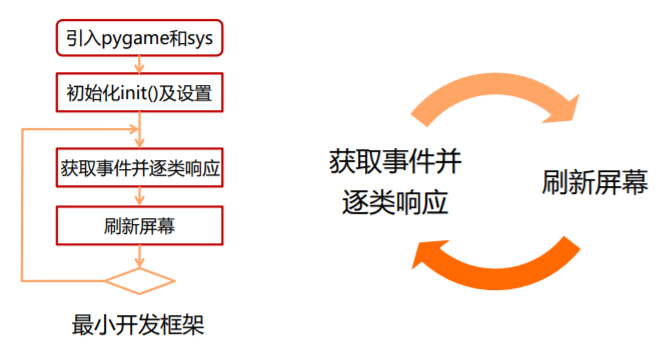 引入pygame和sys
初始化init()及设置
获取事件并逐类响应
刷新屏幕
最小开发框架
获取事件并
逐类响应
刷新屏幕